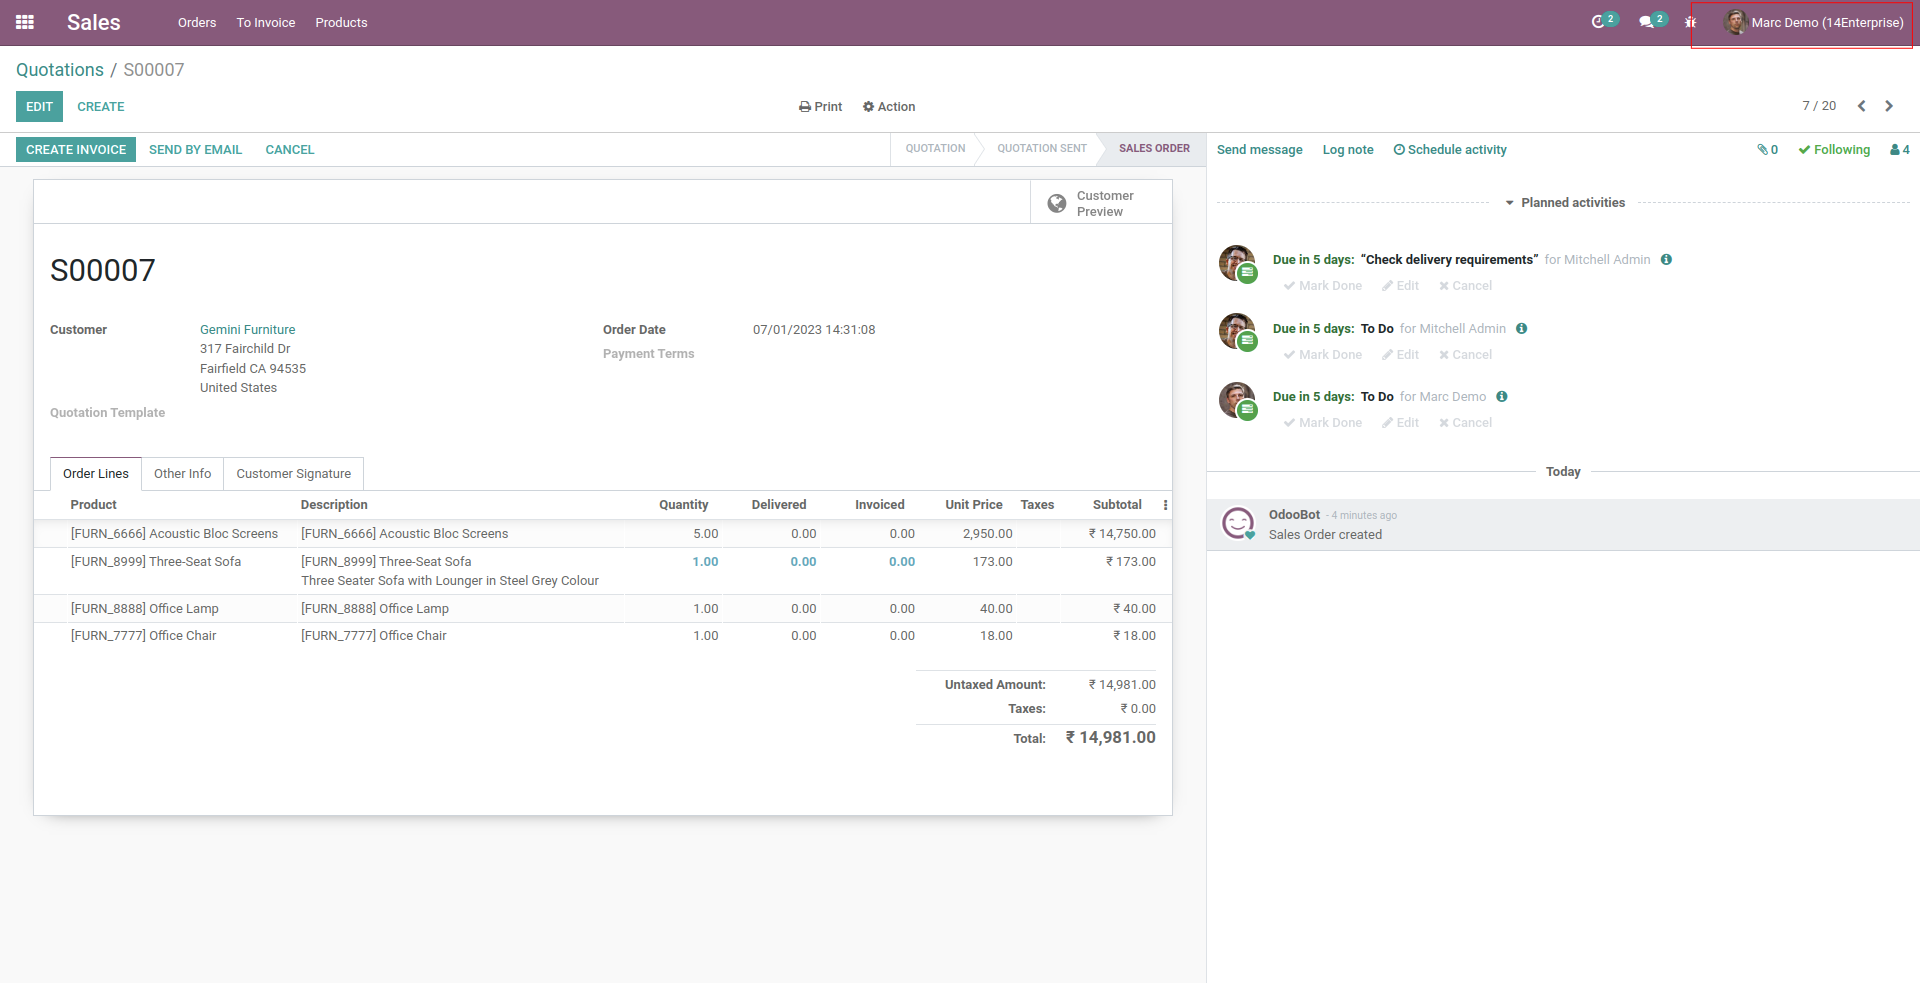 Sales Orders To Invoice Products 2 2 Marc Demo (14Enterprise)
Quotations / S00007
EDIT CREATE Print Action 7 / 20
CREATE INVOICE SEND BY EMAIL CANCEL QUOTATION QUOTATION SENT SALES ORDER
Customer
Preview
S00007
Customer Gemini Furniture
317 Fairchild Dr
Fairfield CA 94535
United States
Order Date 07/01/2023 14:31:08
Payment Terms
Quotation Template
Order Lines Other Info Customer Signature
Product Description Quantity Delivered Invoiced Unit Price Taxes Subtotal
[FURN_6666] Acoustic Bloc Screens [FURN_6666] Acoustic Bloc Screens 5.00 0.00 0.00 2,950.00 ₹ 14,750.00
[FURN_8999] Three-Seat Sofa [FURN_8999] Three-Seat Sofa 1.00 0.00 0.00 173.00 ₹ 173.00
Three Seater Sofa with Lounger in Steel Grey Colour
[FURN_8888] Office Lamp [FURN_8888] Office Lamp 1.00 0.00 0.00 40.00 ₹ 40.00
[FURN_7777] Office Chair [FURN_7777] Office Chair 1.00 0.00 0.00 18.00 ₹ 18.00
Untaxed Amount: ₹ 14,981.00
Taxes: ₹ 0.00
Total: ₹ 14,981.00
Send message Log note Schedule activity 0 Following 4
Planned activities
Due in 5 days: “Check delivery requirements” for Mitchell Admin
Mark Done Edit Cancel
Due in 5 days: To Do for Mitchell Admin
Mark Done Edit Cancel
Due in 5 days: To Do for Marc Demo
Mark Done Edit Cancel
Today
OdooBot - 4 minutes ago
Sales Order created